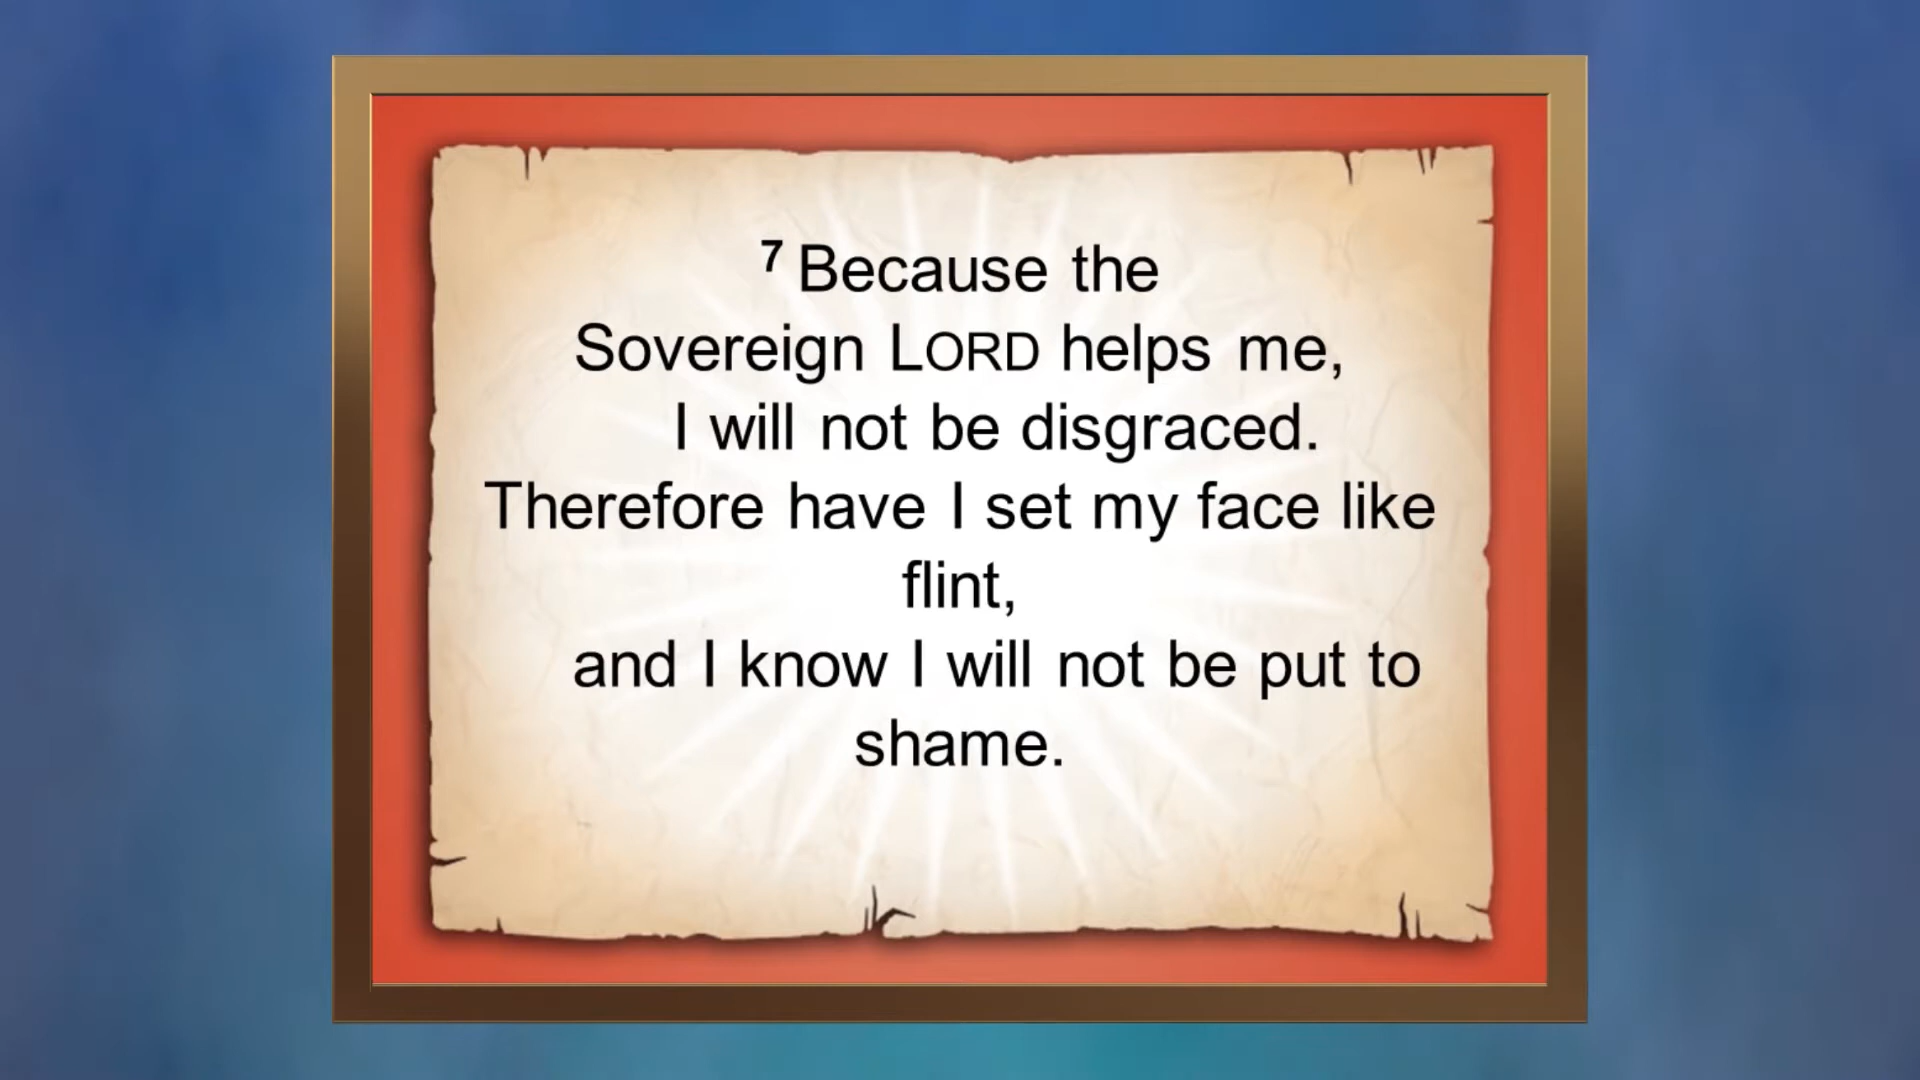 7 Because the
Sovereign LORD helps me,
I will not be disgraced.
Therefore have I set my face like
flint,
and I know I will not be put to
shame.